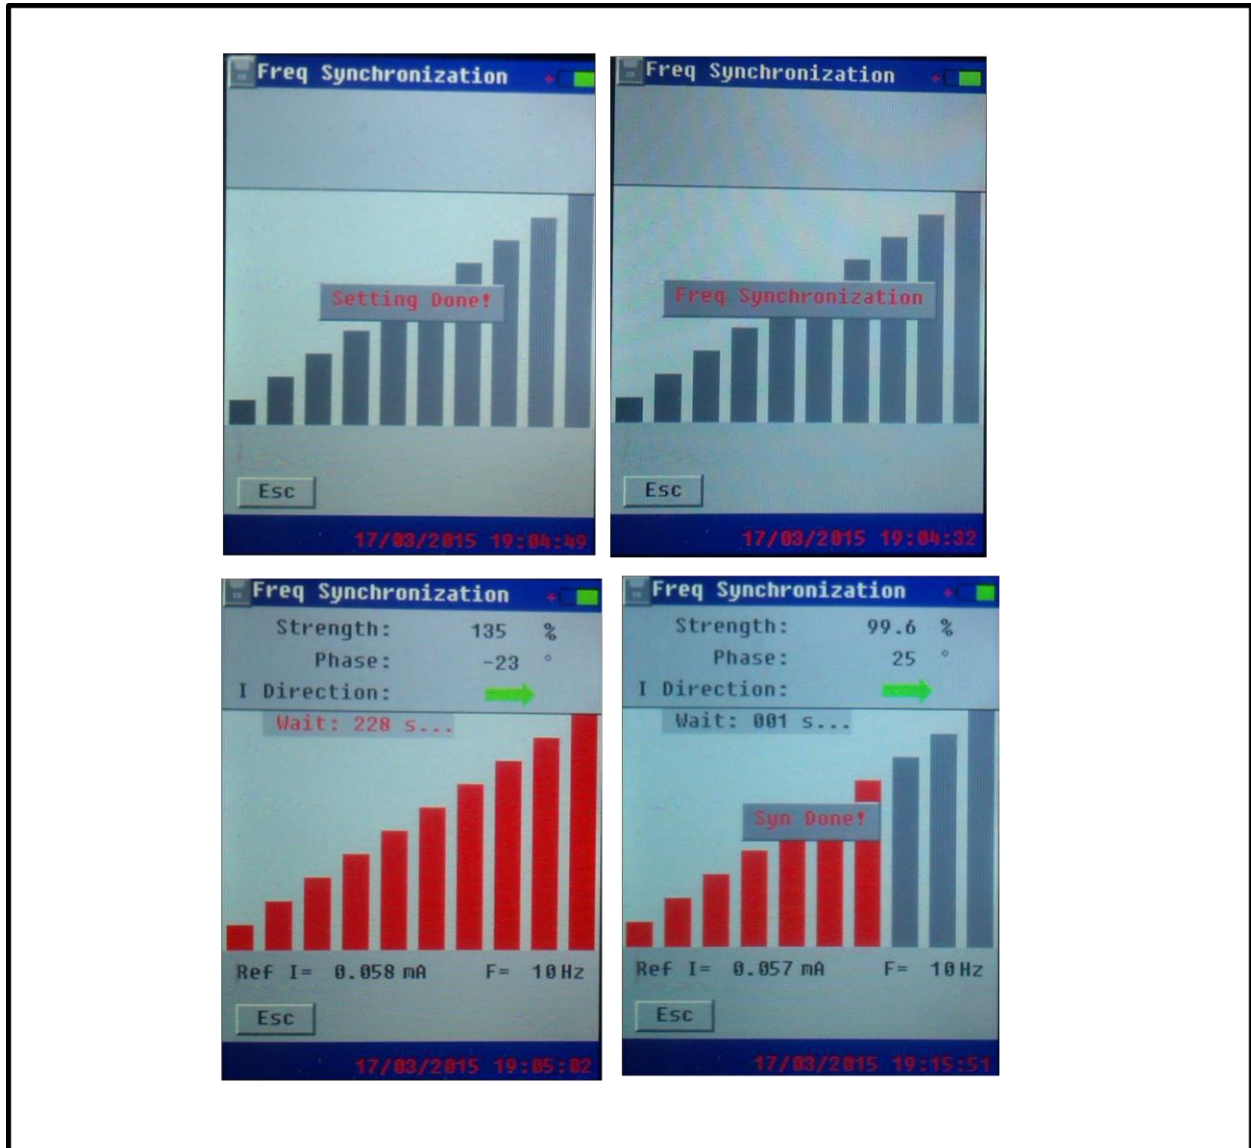 Freq Synchronization
Setting Done!
Esc
17/03/2015 19:04:49
Freq Synchronization
Freq Synchronization
Esc
17/03/2015 19:04:32
Freq Synchronization
Strength: 135 %
Phase: -23 °
I Direction:
Wait: 228 s...
Ref I= 0.058 mA F= 10Hz
Esc
17/03/2015 19:05:02
Freq Synchronization
Strength: 99.6 %
Phase: 25 °
I Direction:
Wait: 001 s...
Syn Done!
Ref I= 0.057 mA F= 10Hz
Esc
17/03/2015 19:15:51